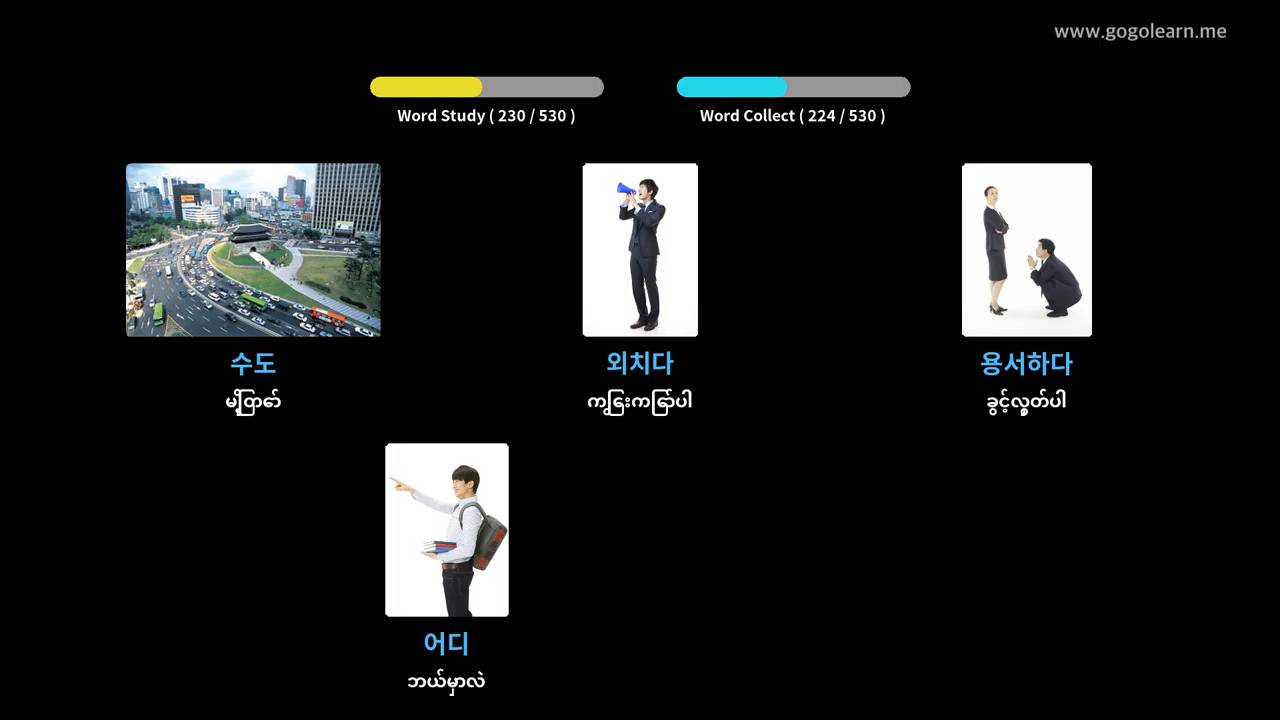 www.gogolearn.me
Word Study ( 230 / 530 )
Word Collect ( 224 / 530 )
수도
မြို့တော်
외치다
ကြွေးကြော်ပါ
용서하다
ခွင့်လွှတ်ပါ
어디
ဘယ်မှာလဲ